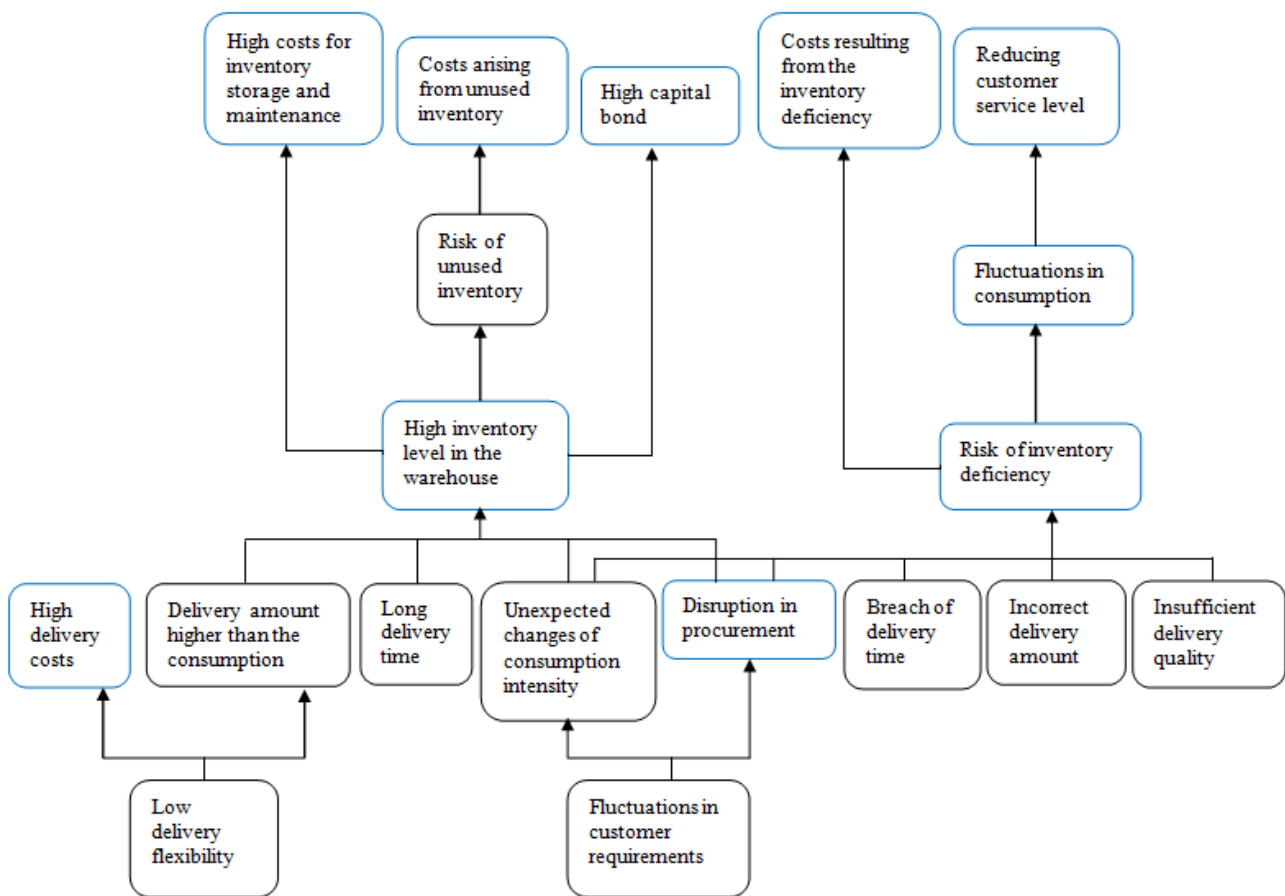 High costs for
inventory
storage and
maintenance
Costs arising
from unused
inventory
High capital
bond
Costs resulting
from the
inventory
deficiency
Reducing
customer
service level
Risk of
unused
inventory
Fluctuations in
consumption
High inventory
level in the
warehouse
Risk of inventory
deficiency
High
delivery
costs
Delivery amount
higher than the
consumption
Long
delivery
time
Unexpected
changes of
consumption
intensity
Disruption in
procurement
Breach of
delivery
time
Incorrect
delivery
amount
Insufficient
delivery
quality
Low
delivery
flexibility
Fluctuations in
customer
requirements